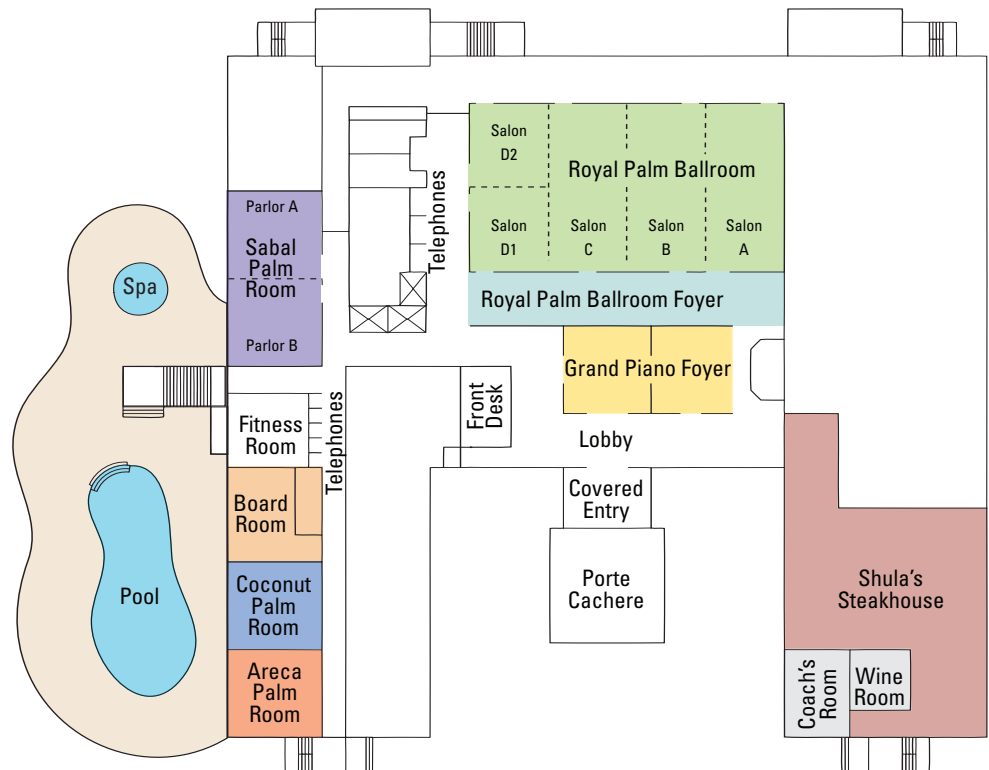 Salon
D2
Royal Palm Ballroom
Telephones
Parlor A
Sabal
Palm
Room
Salon
D1
Salon
C
Salon
B
Salon
A
Spa
Royal Palm Ballroom Foyer
Parlor B
Grand Piano Foyer
Front
Desk
Fitness
Room
Telephones
Lobby
Board
Room
Covered
Entry
Pool
Coconut
Palm
Room
Porte
Cachere
Shula's
Steakhouse
Areca
Palm
Room
Coach's
Room
Wine
Room